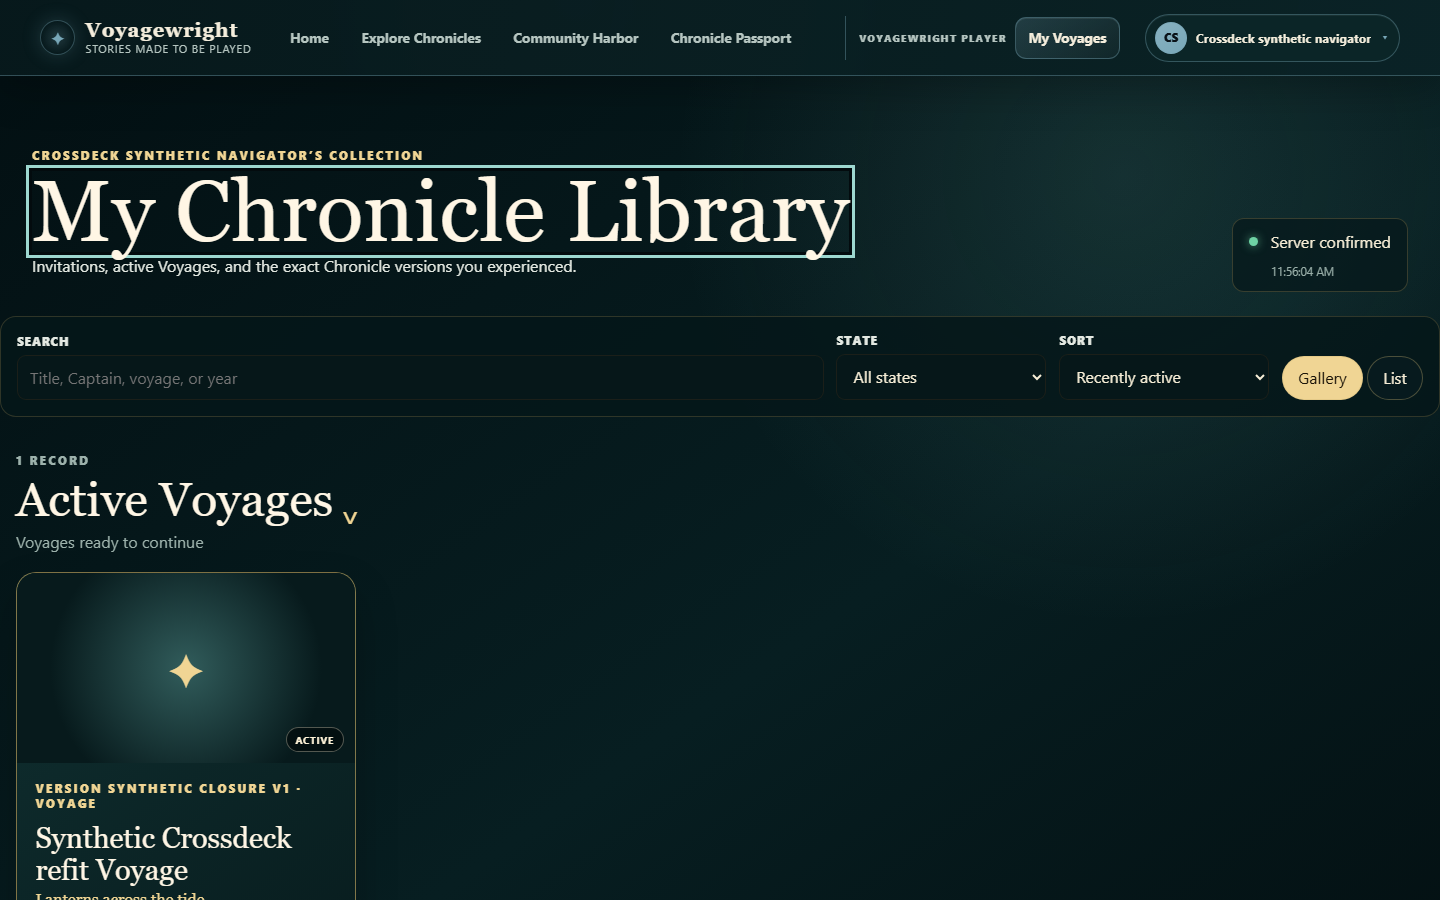 Voyagewright
STORIES MADE TO BE PLAYED
Home
Explore Chronicles
Community Harbor
Chronicle Passport
VOYAGEWRIGHT PLAYER
My Voyages
CS
Crossdeck synthetic navigator
CROSSDECK SYNTHETIC NAVIGATOR'S COLLECTION
My Chronicle Library
Invitations, active Voyages, and the exact Chronicle versions you experienced.
Server confirmed
11:56:04 AM
SEARCH
Title, Captain, voyage, or year
STATE
All states
SORT
Recently active
Gallery
List
1 RECORD
Active Voyages v
Voyages ready to continue
ACTIVE
VERSION SYNTHETIC CLOSURE V1 -
VOYAGE
Synthetic Crossdeck
refit Voyage
Lanterns across the tide